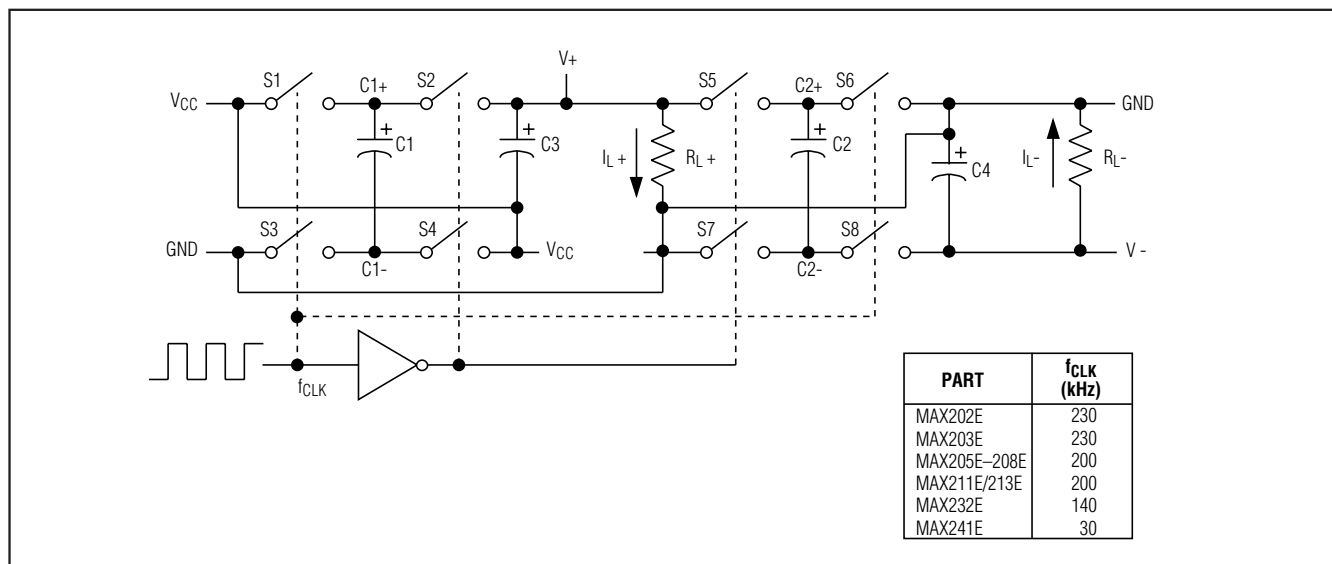 V+
S1 C1+ S2 S5 C2+ S6
VCC GND
+ + + +
C1 C3 IL + RL + C2 C4 IL- RL-
S3 S4 S7 S8
GND C1- VCC C2- V -
fCLK
PART fCLK (kHz)
MAX202E 230
MAX203E 230
MAX205E–208E 200
MAX211E/213E 200
MAX232E 140
MAX241E 30